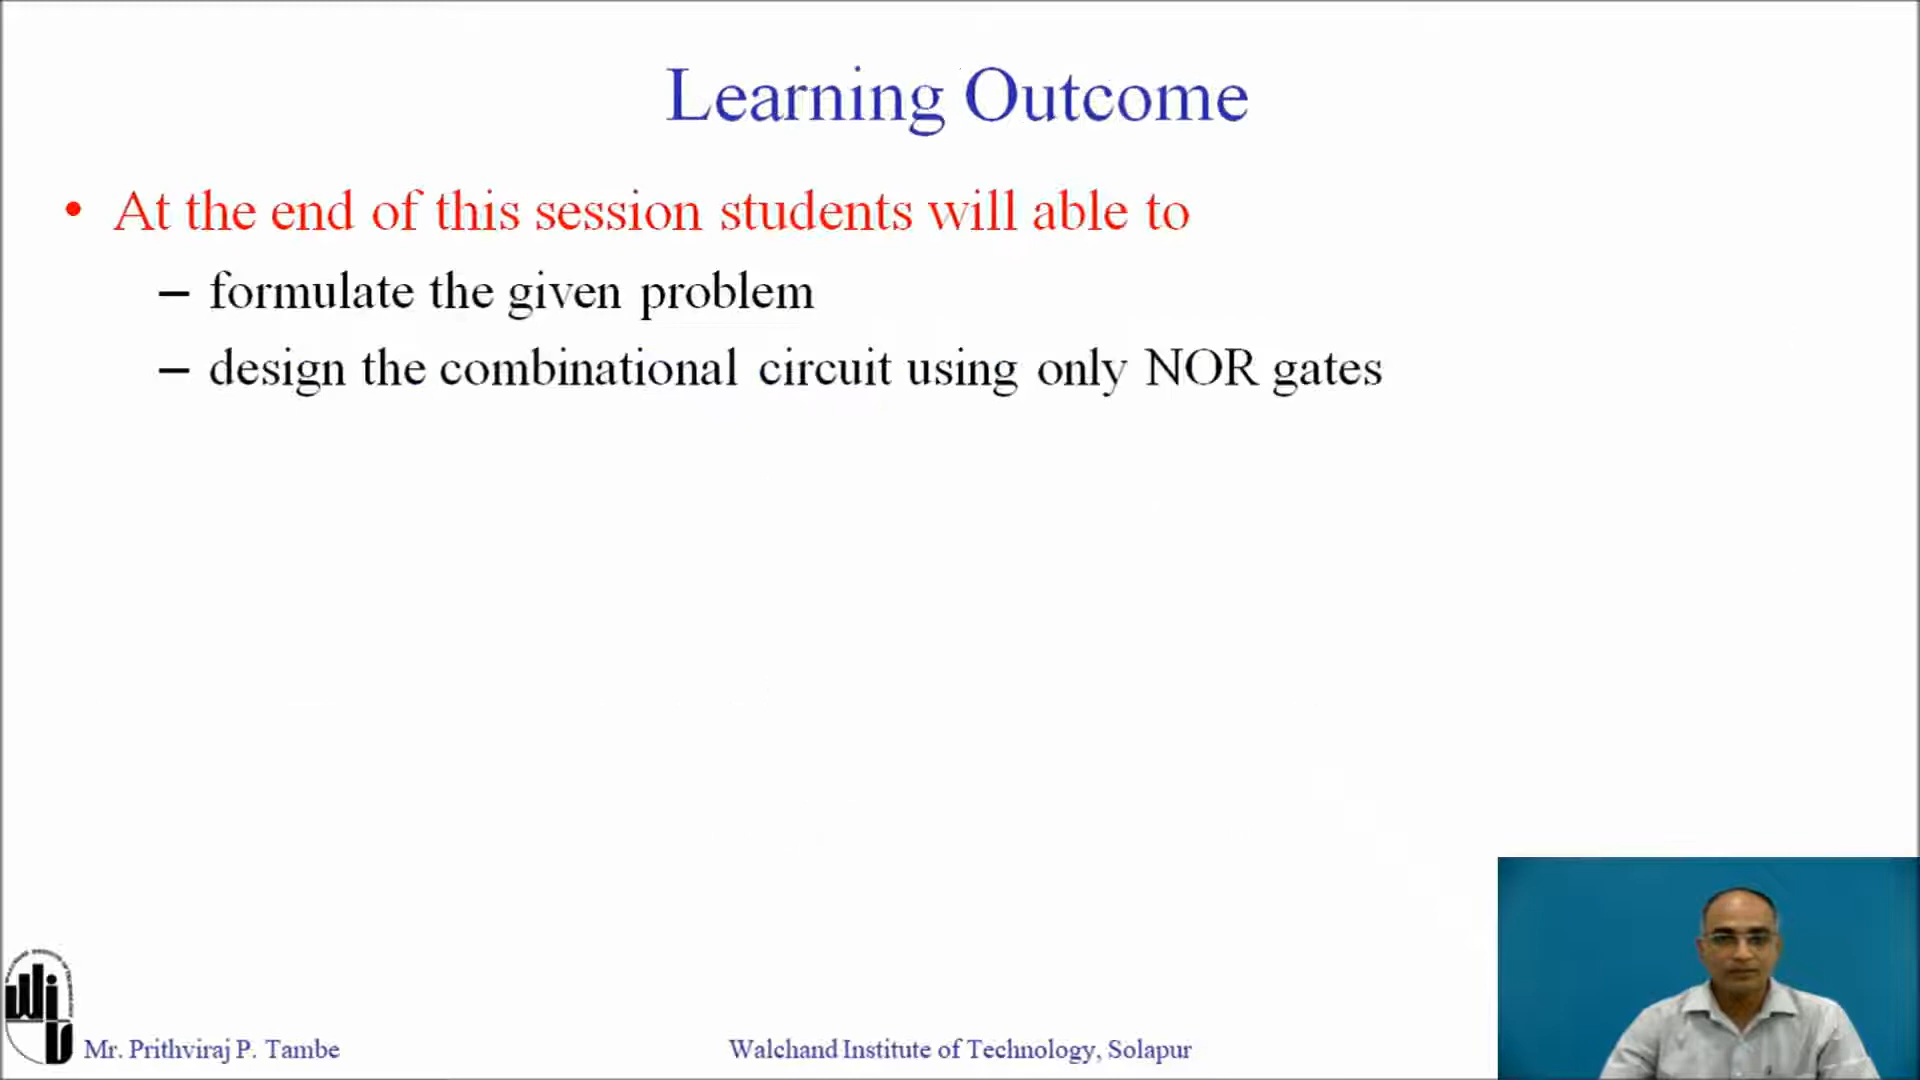 Learning Outcome
• At the end of this session students will able to
– formulate the given problem
– design the combinational circuit using only NOR gates
Mr. Prithviraj P. Tambe
Walchand Institute of Technology, Solapur